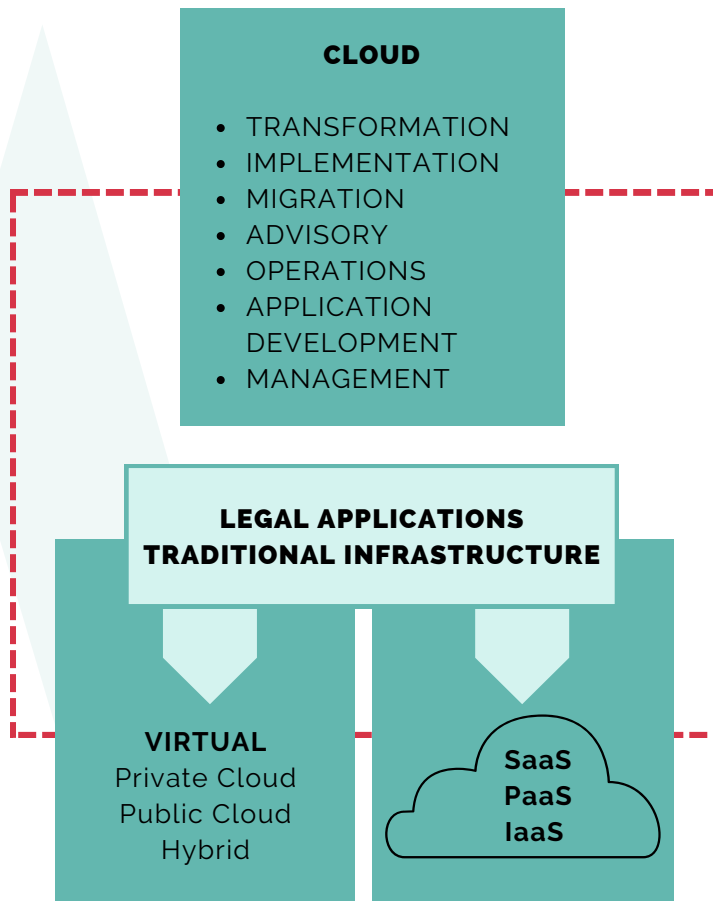 CLOUD
• TRANSFORMATION
• IMPLEMENTATION
• MIGRATION
• ADVISORY
• OPERATIONS
• APPLICATION
DEVELOPMENT
• MANAGEMENT
LEGAL APPLICATIONS
TRADITIONAL INFRASTRUCTURE
VIRTUAL
Private Cloud
Public Cloud
Hybrid
SaaS
PaaS
IaaS